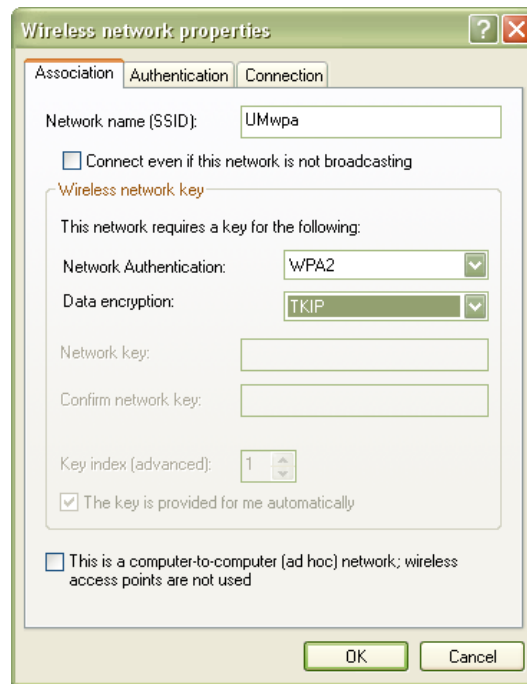 Wireless network properties
Association
Authentication
Connection
Network name (SSID):
UMwpa
Connect even if this network is not broadcasting
Wireless network key
This network requires a key for the following:
Network Authentication:
WPA2
Data encryption:
TKIP
Network key:
Confirm network key:
Key index (advanced):
1
The key is provided for me automatically
This is a computer-to-computer (ad hoc) network; wireless
access points are not used
OK
Cancel